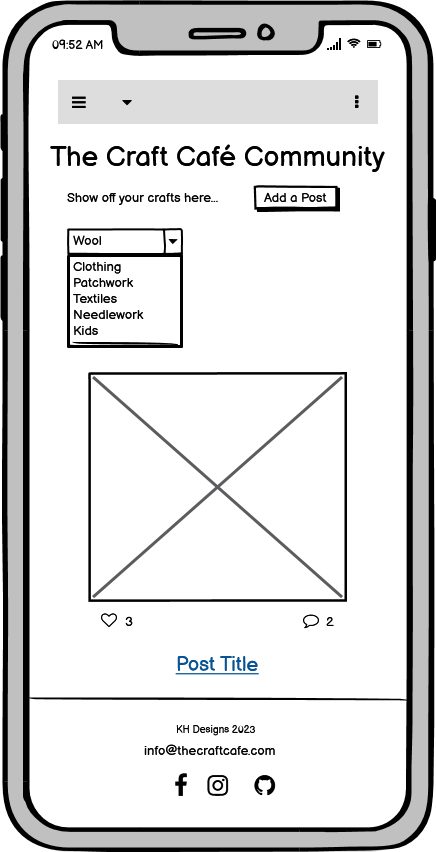 09:52 AM
The Craft Café Community
Show off your crafts here...
Add a Post
Wool
Clothing
Patchwork
Textiles
Needlework
Kids
3
2
Post Title
KH Designs 2023
info@thecraftcafe.com